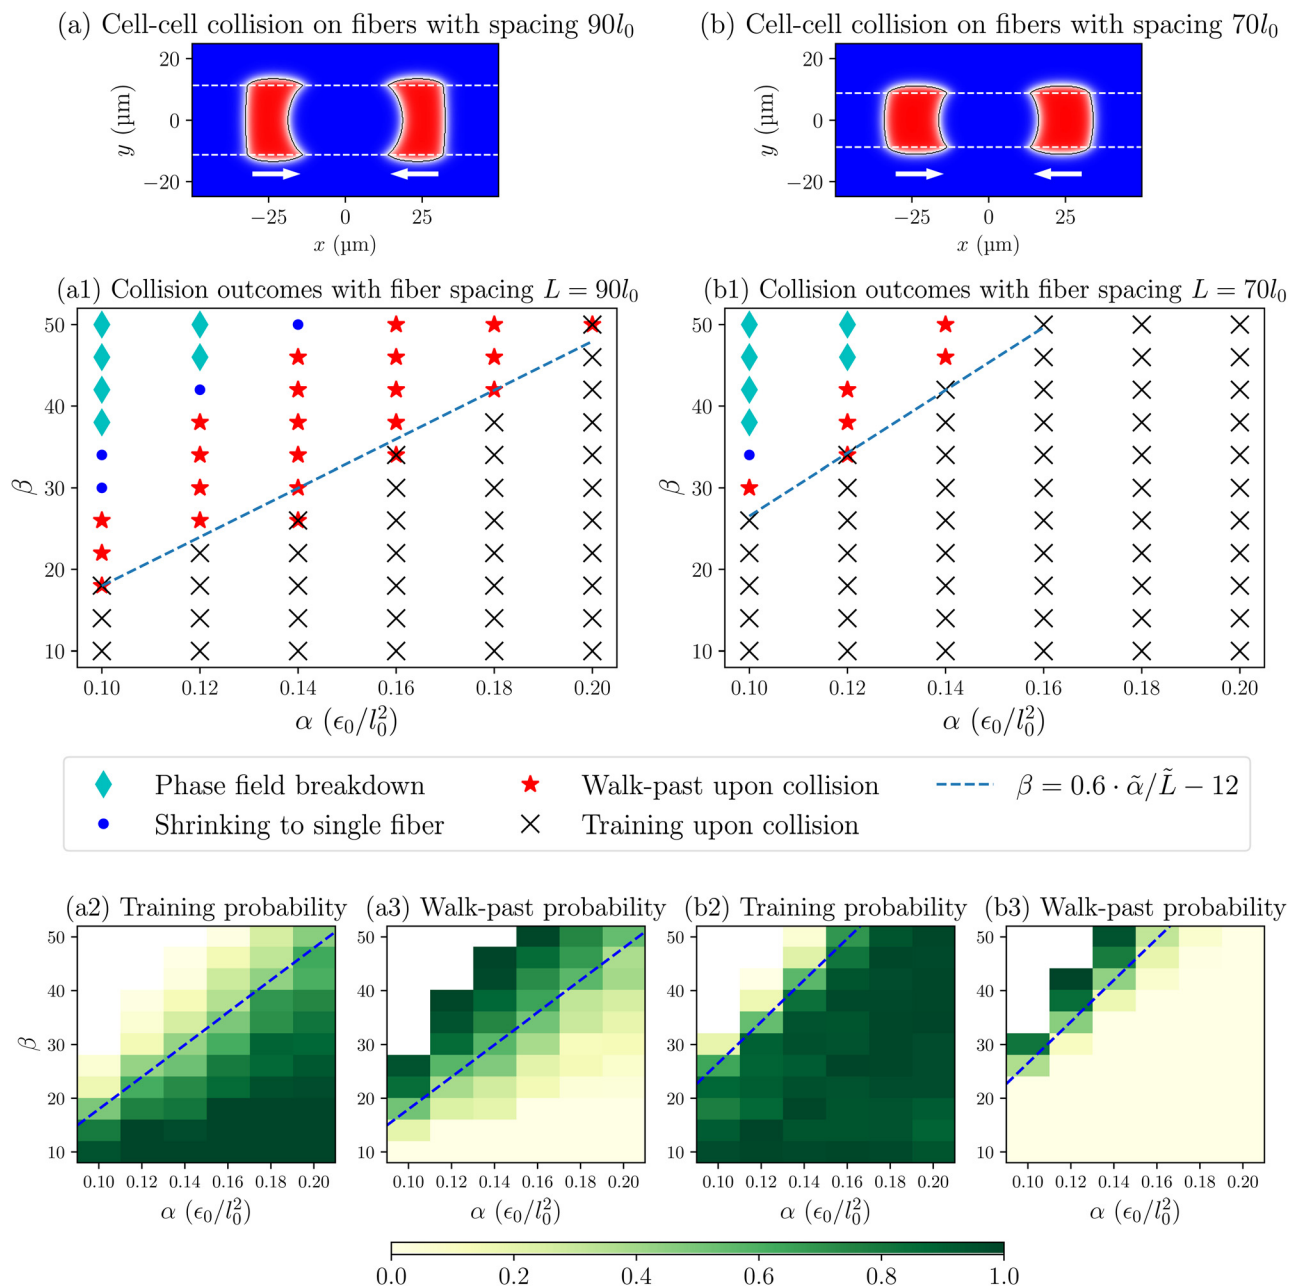 (a) Cell-cell collision on fibers with spacing 90l₀
(b) Cell-cell collision on fibers with spacing 70l₀
20
0
−20
y (µm)
−25 0 25
x (µm)
20
0
−20
y (µm)
−25 0 25
x (µm)
(a1) Collision outcomes with fiber spacing L = 90l₀
(b1) Collision outcomes with fiber spacing L = 70l₀
50
40
30
20
10
β
0.10 0.12 0.14 0.16 0.18 0.20
α (ϵ₀/l₀²)
50
40
30
20
10
β
0.10 0.12 0.14 0.16 0.18 0.20
α (ϵ₀/l₀²)
Phase field breakdown
Walk-past upon collision
β = 0.6 · α̃/L̃ − 12
Shrinking to single fiber
Training upon collision
(a2) Training probability
(a3) Walk-past probability
(b2) Training probability
(b3) Walk-past probability
50
40
30
20
10
β
0.10 0.12 0.14 0.16 0.18 0.20
α (ϵ₀/l₀²)
50
40
30
20
10
0.10 0.12 0.14 0.16 0.18 0.20
α (ϵ₀/l₀²)
50
40
30
20
10
0.10 0.12 0.14 0.16 0.18 0.20
α (ϵ₀/l₀²)
50
40
30
20
10
0.10 0.12 0.14 0.16 0.18 0.20
α (ϵ₀/l₀²)
0.0 0.2 0.4 0.6 0.8 1.0